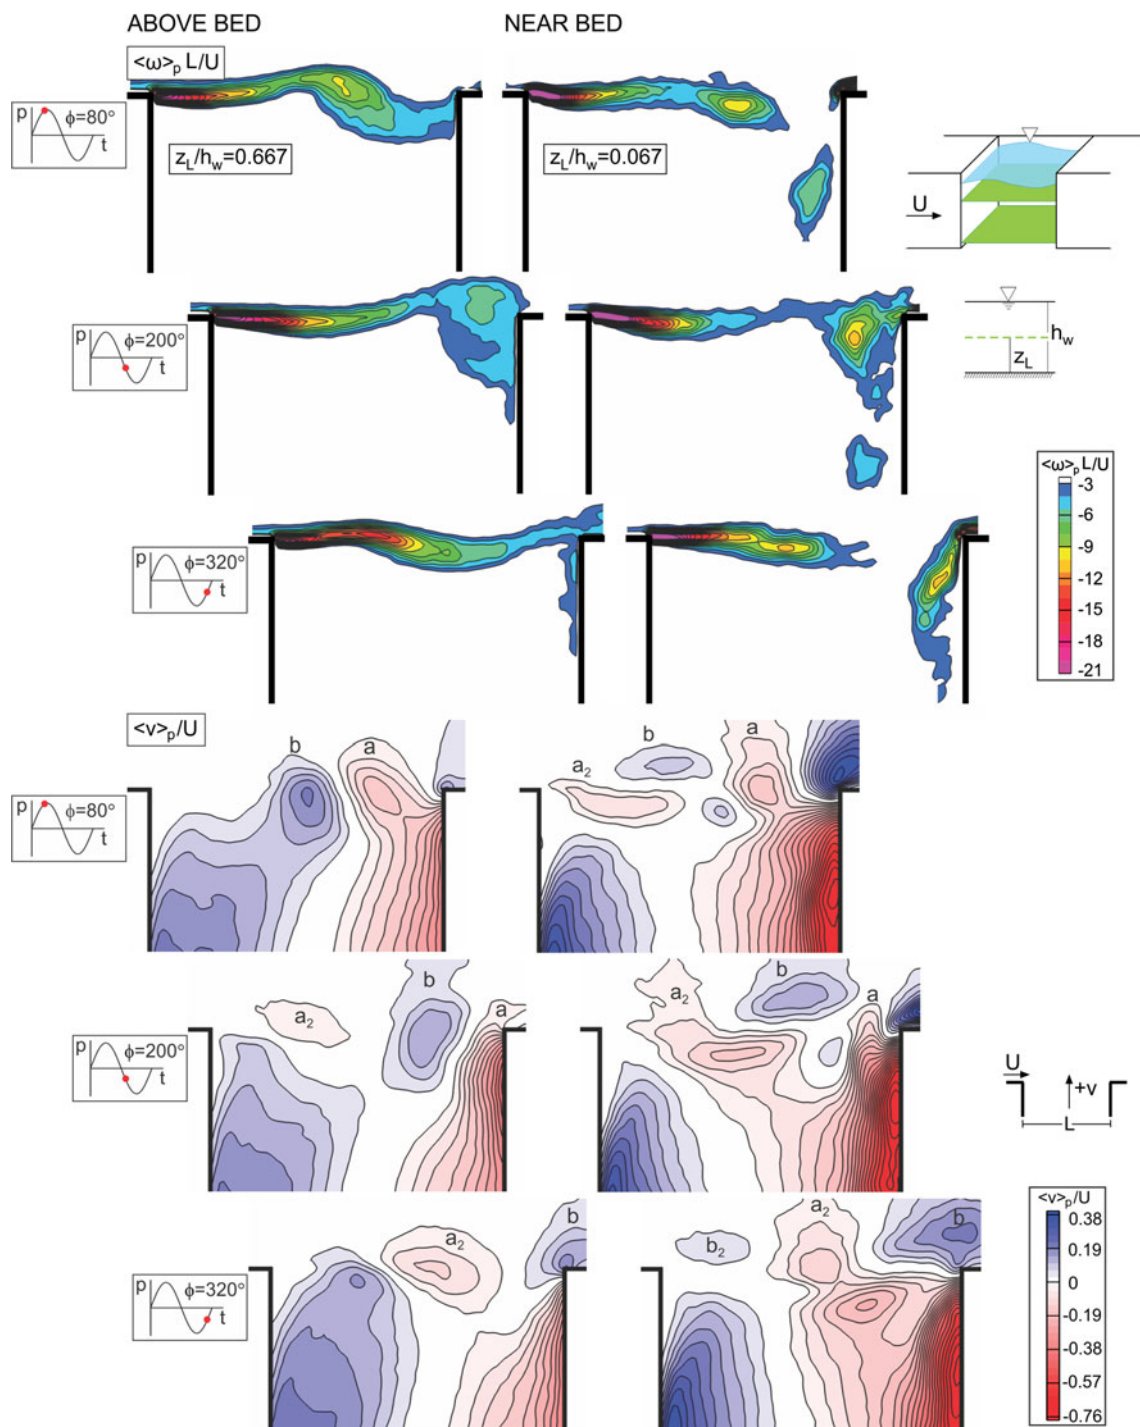 ABOVE BED
NEAR BED
<ω>p L/U
p
ϕ=80°
t
zL/hw=0.667
zL/hw=0.067
U
p
ϕ=200°
t
hw
zL
<ω>p L/U
-3
-6
-9
-12
-15
-18
-21
p
ϕ=320°
t
<v>p/U
b
a
b
a
a2
p
ϕ=80°
t
b
a2
a
b
a2
a
p
ϕ=200°
t
U
+v
L
b
a2
b
a2
b2
b
p
ϕ=320°
t
<v>p/U
0.38
0.19
0
-0.19
-0.38
-0.57
-0.76